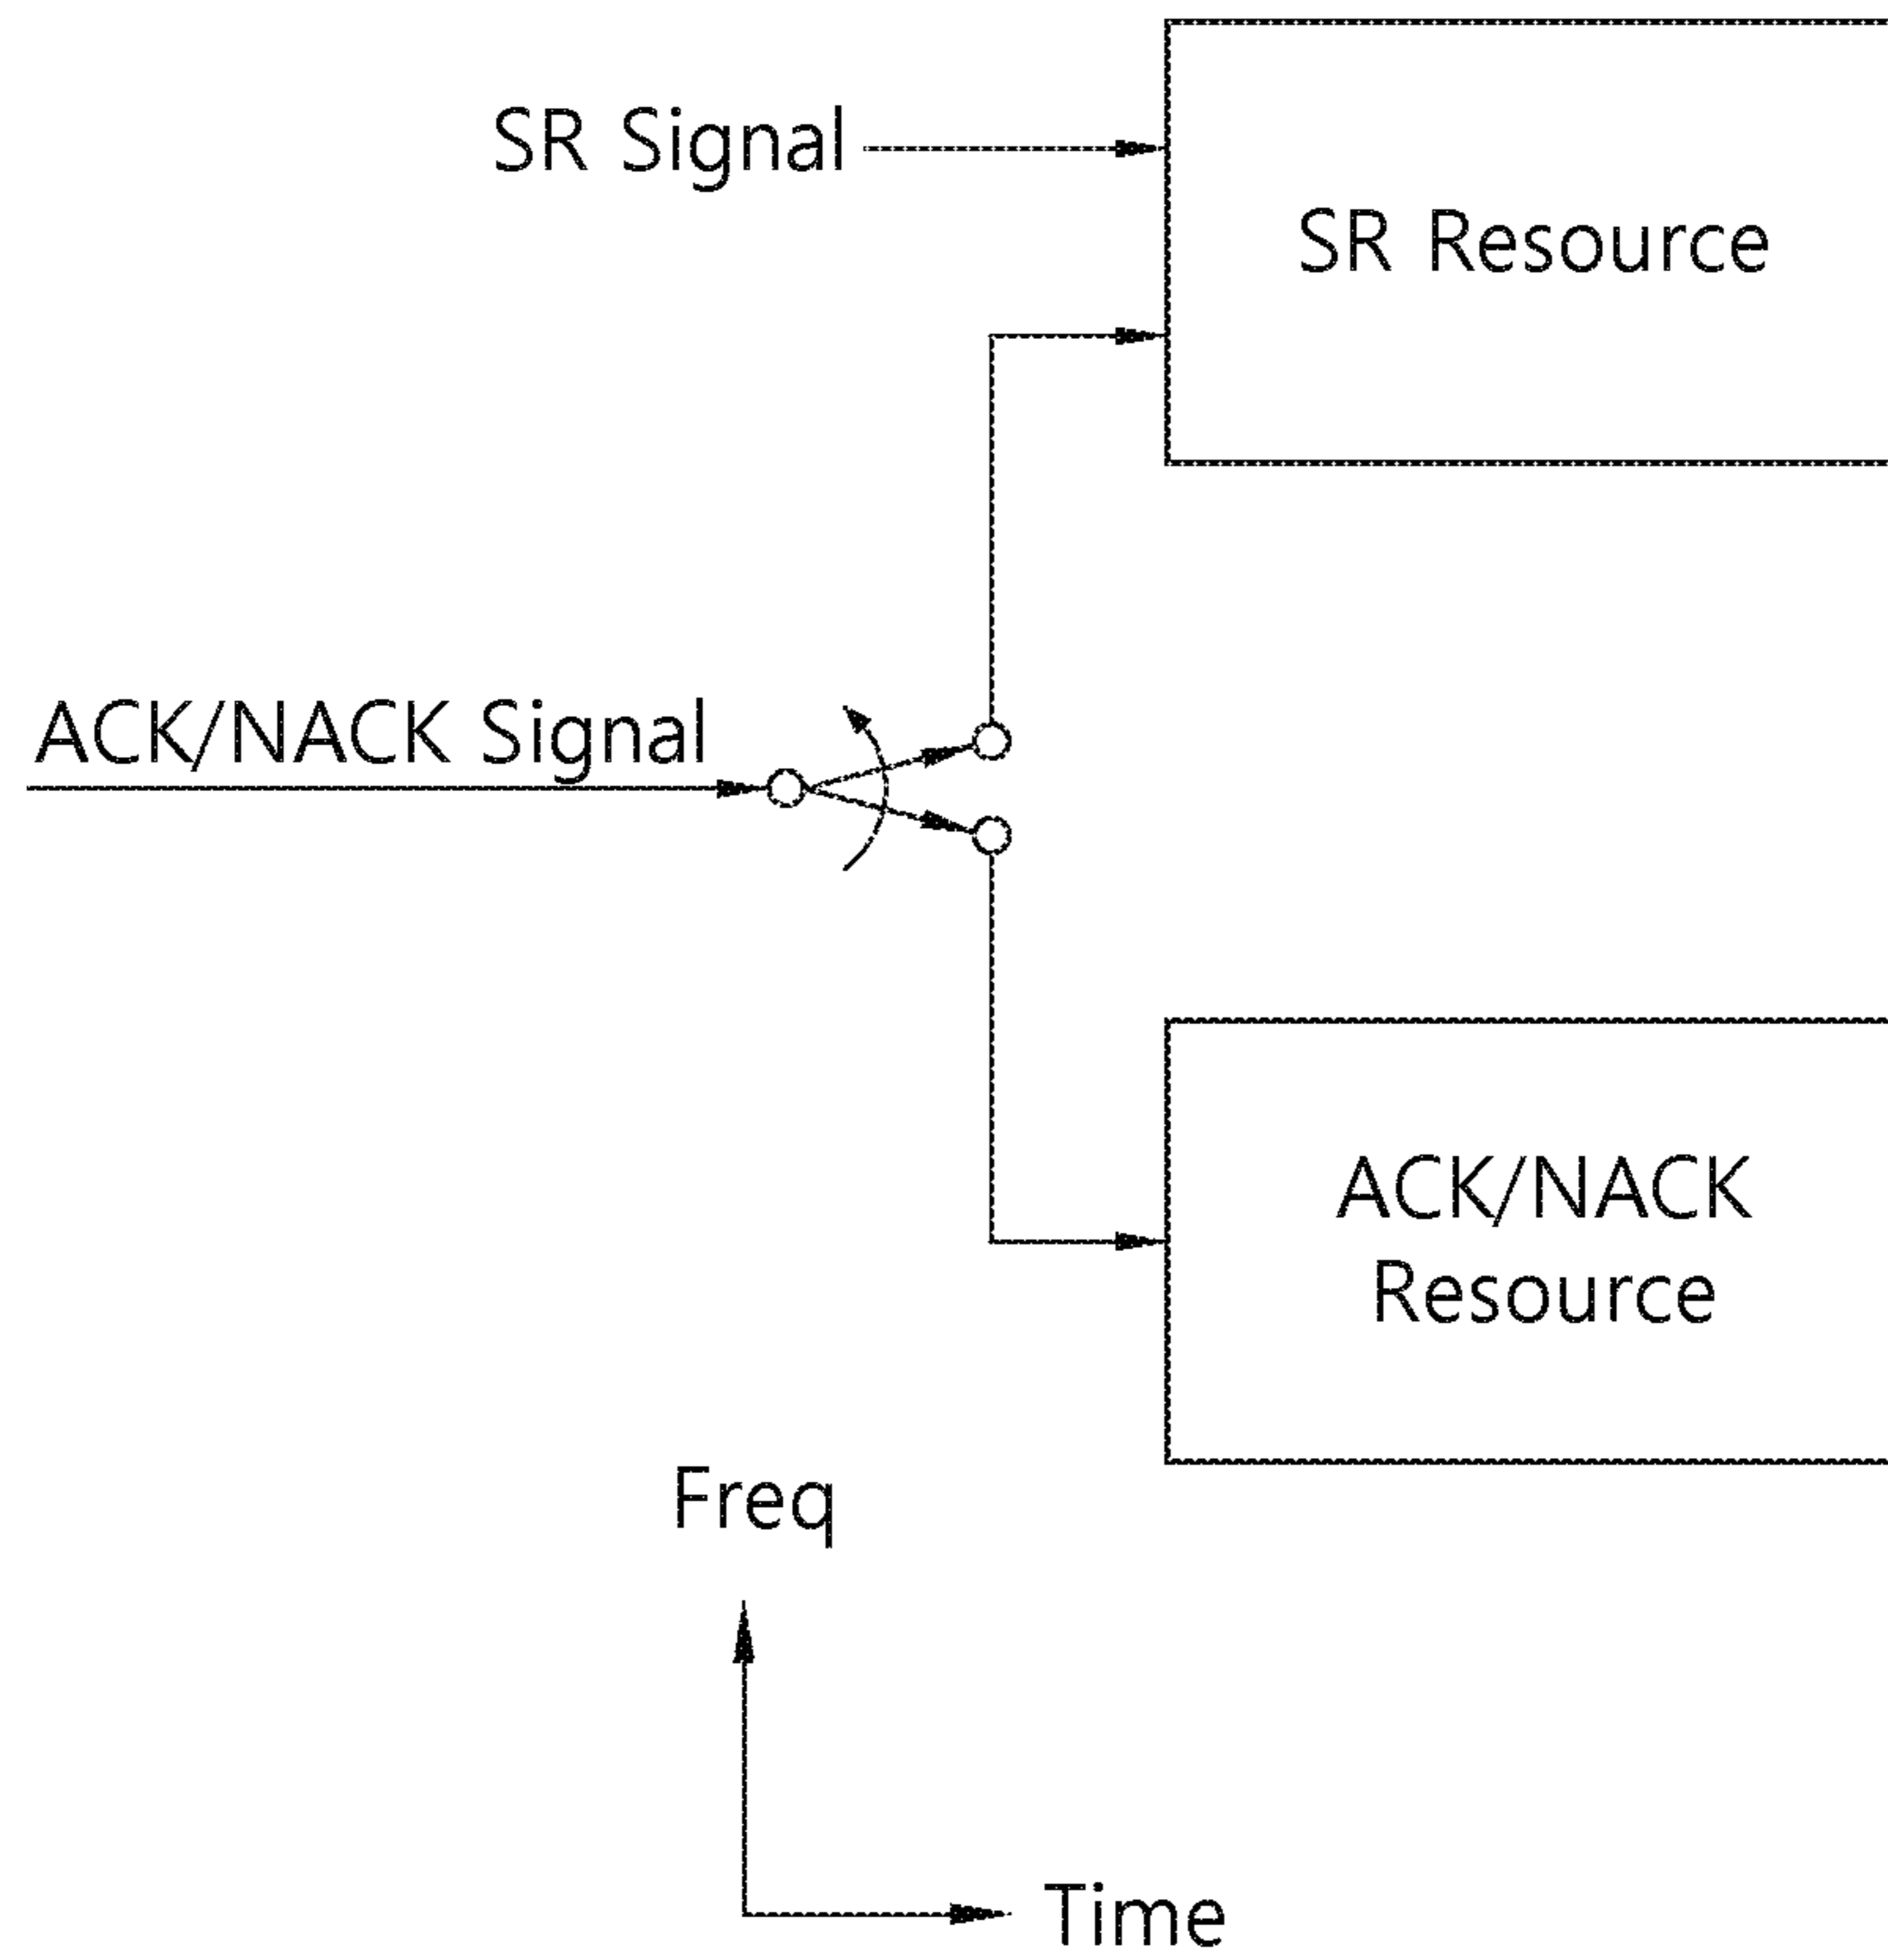 SR Signal
SR Resource
ACK/NACK Signal
ACK/NACK
Resource
Freq
Time